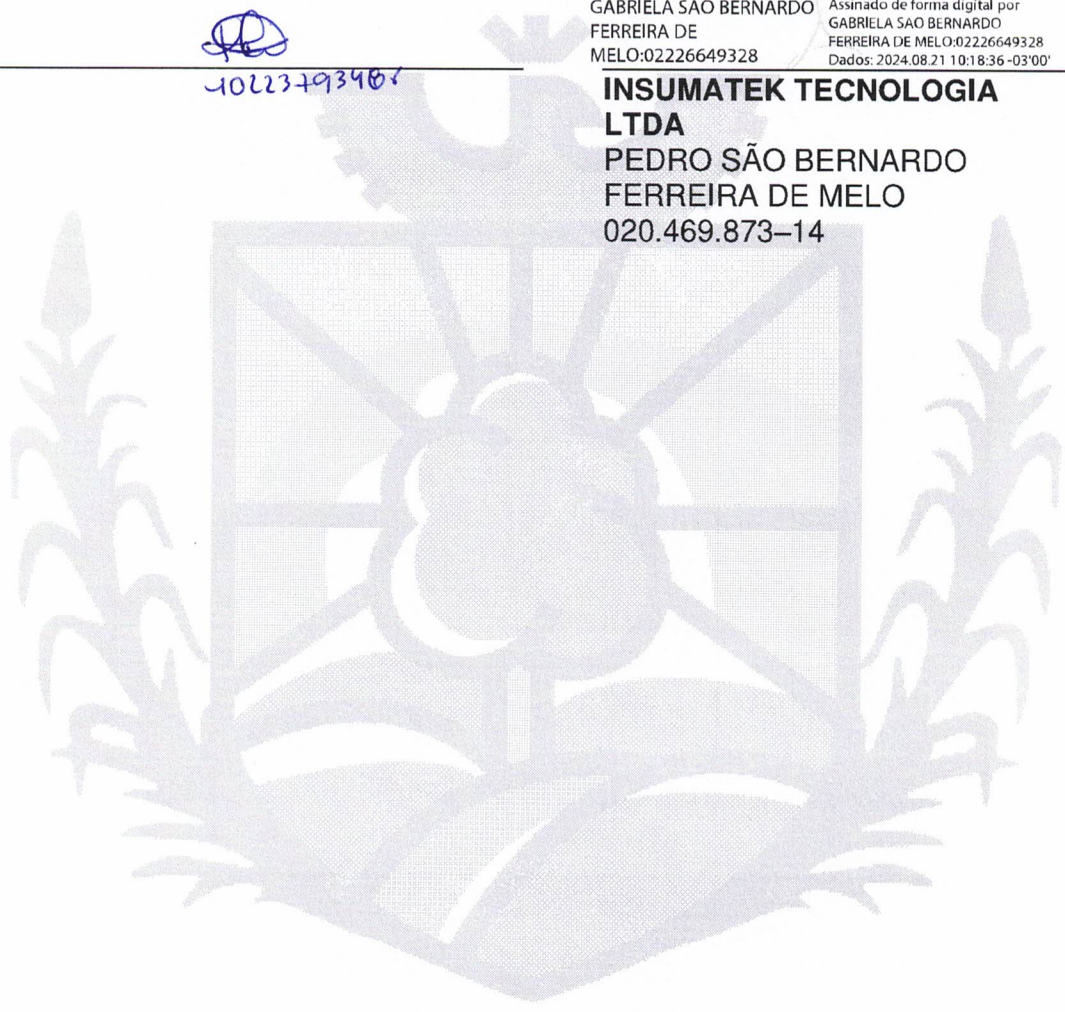 GABRIELA SAO BERNARDO
FERREIRA DE
MELO:02226649328
Assinado de forma digital por
GABRIELA SAO BERNARDO
FERREIRA DE MELO:02226649328
Dados: 2024.08.21 10:18:36 -03'00'
INSUMATEK TECNOLOGIA
LTDA
PEDRO SÃO BERNARDO
FERREIRA DE MELO
020.469.873–14